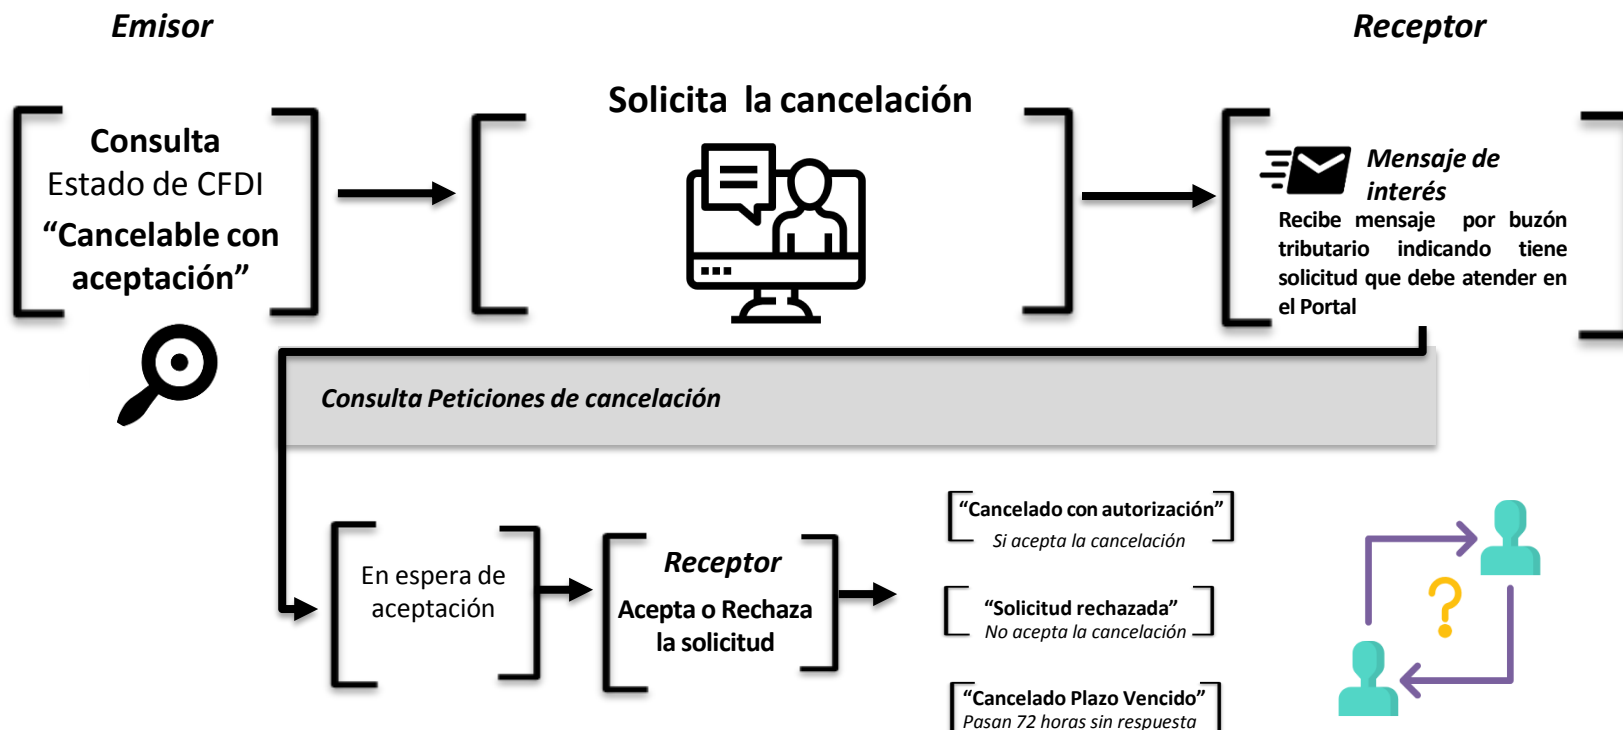 Emisor
Receptor
Consulta
Estado de CFDI
“Cancelable con
aceptación”
Solicita la cancelación
Mensaje de
interés
Recibe mensaje por buzón
tributario indicando tiene
solicitud que debe atender en
el Portal
Consulta Peticiones de cancelación
En espera de
aceptación
Receptor
Acepta o Rechaza
la solicitud
“Cancelado con autorización”
Si acepta la cancelación
“Solicitud rechazada”
No acepta la cancelación
“Cancelado Plazo Vencido”
Pasan 72 horas sin respuesta
?